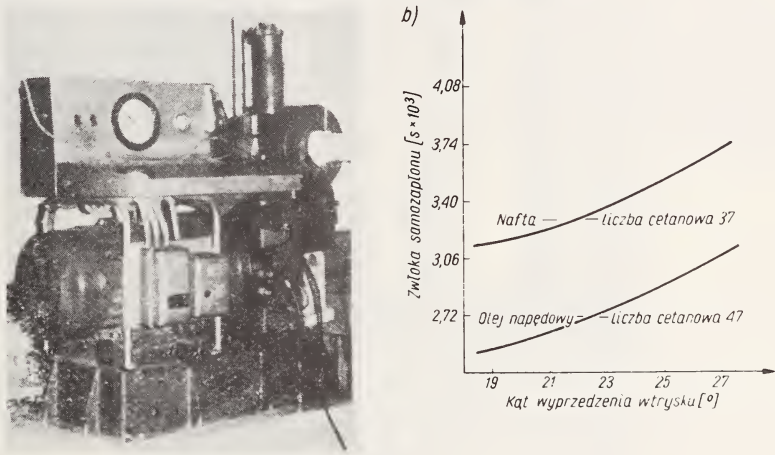 b)
Zwłoka samozapłonu [s×10³]
4,08
3,74
3,40
3,06
2,72
Nafta — — liczba cetanowa 37
Olej napędowy — — liczba cetanowa 47
19 21 23 25 27
Kąt wyprzedzenia wtrysku [°]